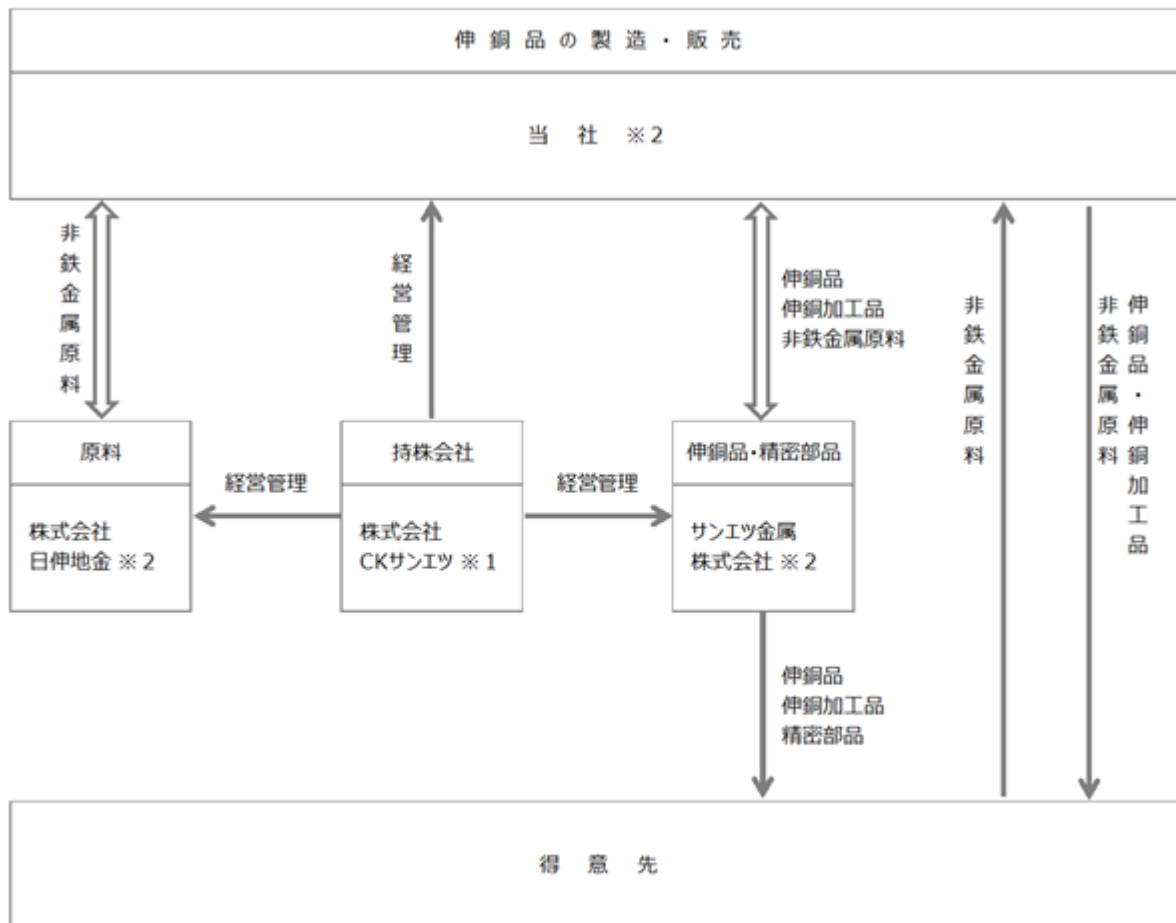 伸銅品の製造・販売
当社 ※2
非鉄金属原料
経営管理
伸銅品
伸銅加工品
非鉄金属原料
非鉄金属原料
伸銅品・伸銅加工品
非鉄金属原料
原料
株式会社
日伸地金 ※2
経営管理
持株会社
株式会社
CKサンエツ ※1
経営管理
伸銅品・精密部品
サンエツ金属
株式会社 ※2
伸銅品
伸銅加工品
精密部品
得意先